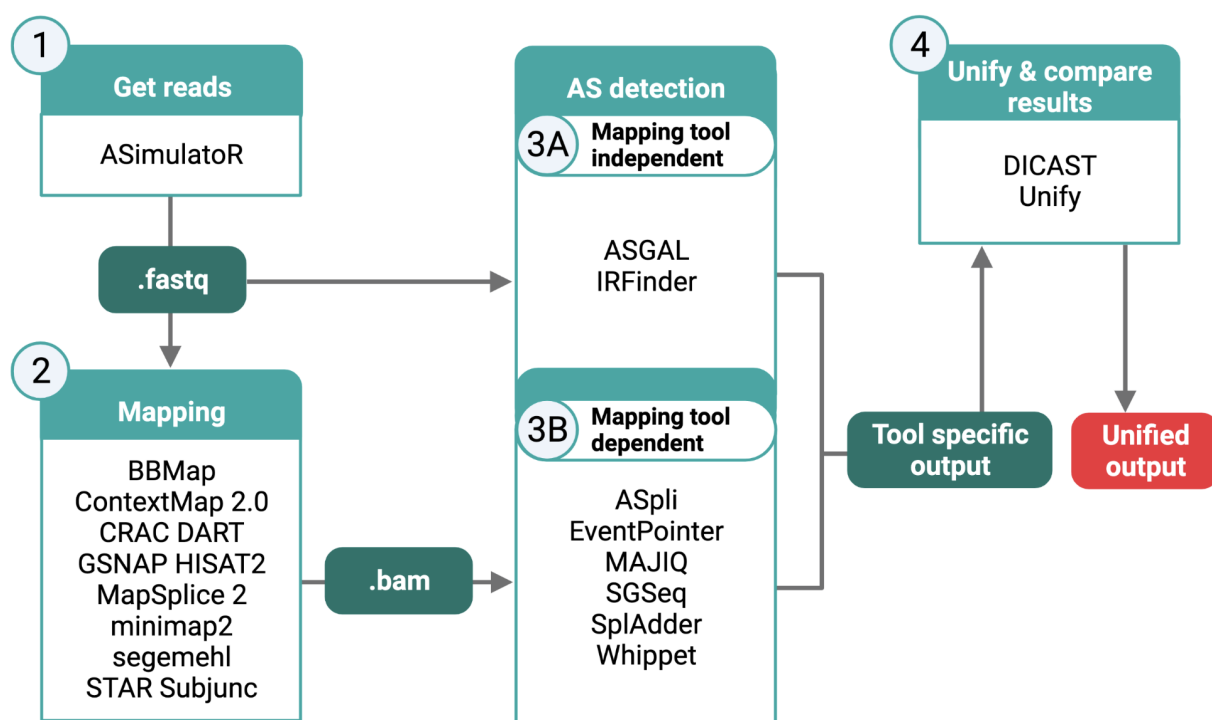 1
Get reads
ASimulatoR
.fastq
2
Mapping
BBMap
ContextMap 2.0
CRAC DART
GSNAP HISAT2
MapSplice 2
minimap2
segemehl
STAR Subjunc
.bam
AS detection
3A
Mapping tool
independent
ASGAL
IRFinder
3B
Mapping tool
dependent
ASpli
EventPointer
MAJIQ
SGSeq
SplAdder
Whippet
Tool specific
output
4
Unify & compare
results
DICAST
Unify
Unified
output